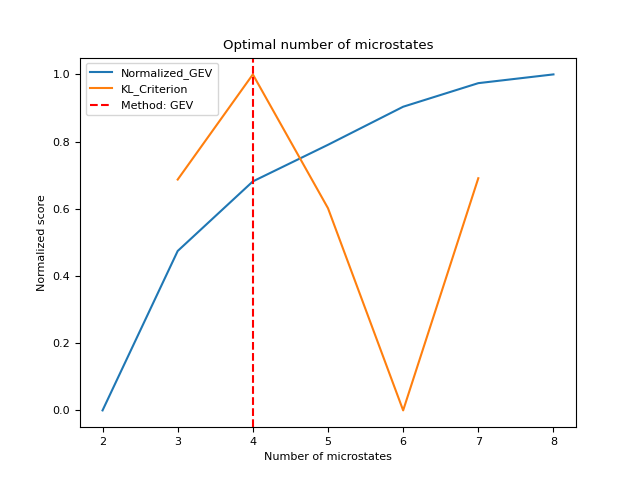 Optimal number of microstates
Normalized_GEV
KL_Criterion
Method: GEV
Normalized score
1.0
0.8
0.6
0.4
0.2
0.0
2 3 4 5 6 7 8
Number of microstates